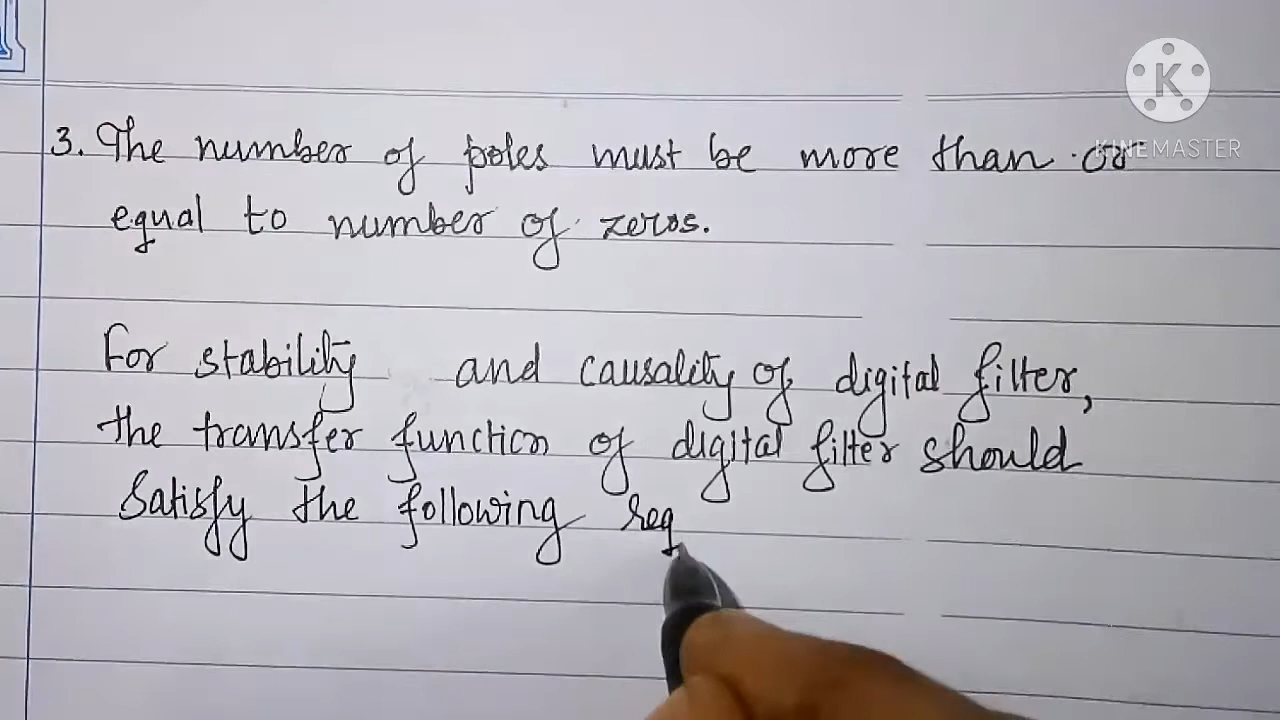 K
KINEMASTER
3. The number of poles must be more than or
equal to number of zeros.
For stability and causality of digital filter,
the transfer function of digital filter should
Satisfy the following req